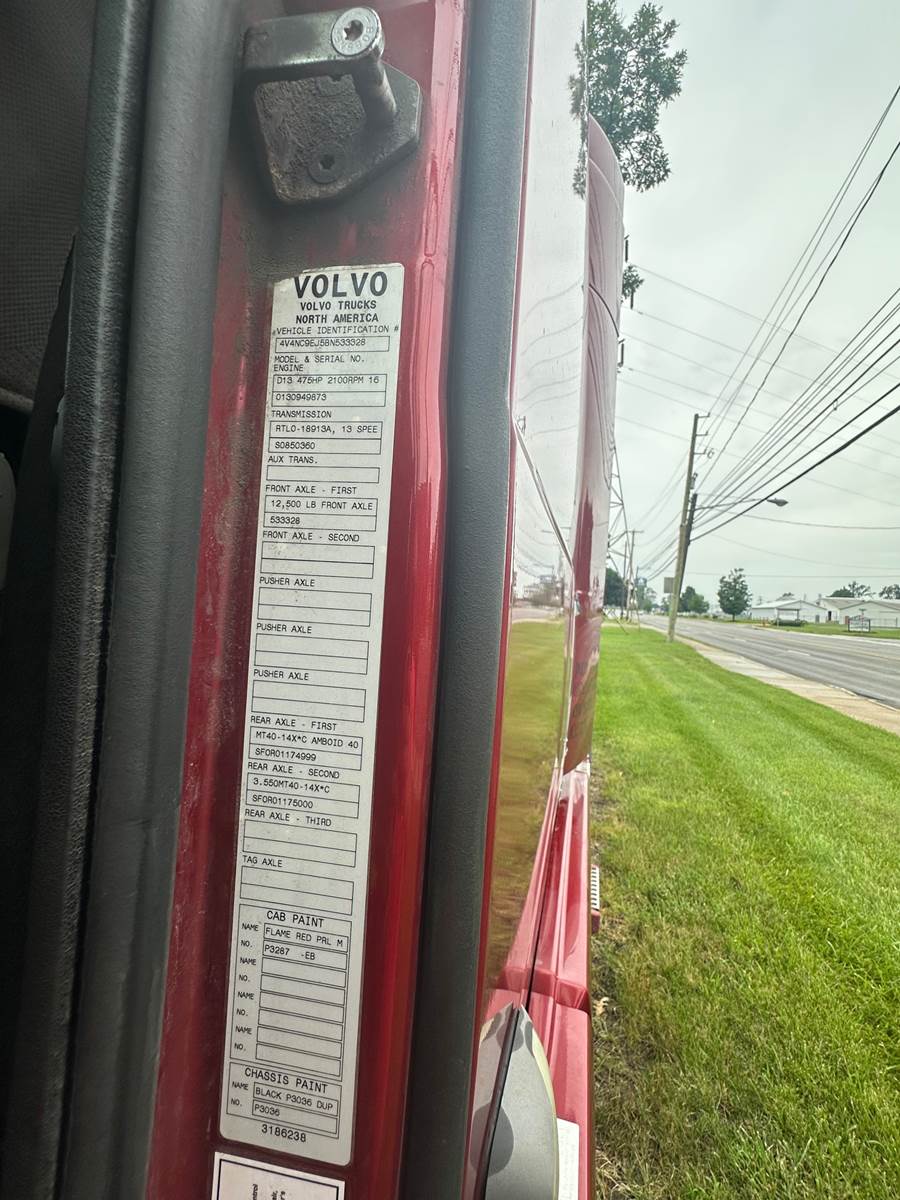 VOLVO
VOLVO TRUCKS
NORTH AMERICA
VEHICLE IDENTIFICATION #
4V4NC9EJ5BN533328
MODEL & SERIAL NO.
ENGINE
D13 475HP 2100RPM 16
0130949873
TRANSMISSION
RTLO-18913A, 13 SPEE
S0850360
AUX TRANS.
FRONT AXLE - FIRST
12,500 LB FRONT AXLE
533328
FRONT AXLE - SECOND
PUSHER AXLE
PUSHER AXLE
PUSHER AXLE
REAR AXLE - FIRST
MT40-14X*C AMBOID 40
SFOR01174999
REAR AXLE - SECOND
3.550MT40-14X*C
SFOR01175000
REAR AXLE - THIRD
TAG AXLE
CAB PAINT
NAME FLAME RED PRL M
NO. P3287 -EB
NAME
NO.
NAME
NO.
NAME
NO.
CHASSIS PAINT
NAME BLACK P3036 DUP
NO. P3036
3186238